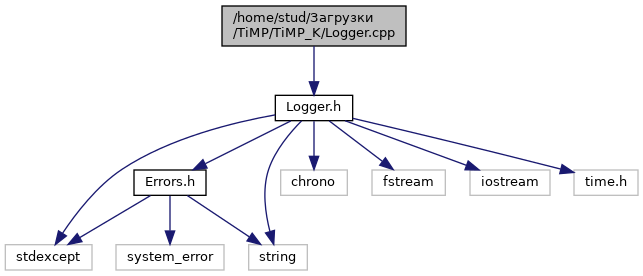 /home/stud/Загрузки
/TiMP/TiMP_K/Logger.cpp
Logger.h
Errors.h
chrono
fstream
iostream
time.h
stdexcept
system_error
string